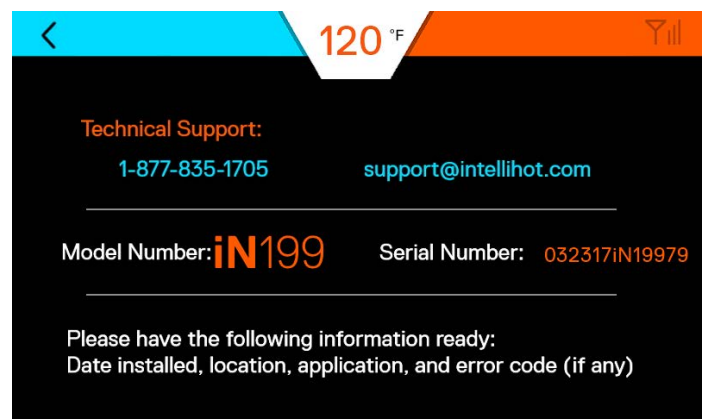 120 °F
Technical Support:
1-877-835-1705 support@intellihot.com
Model Number: iN199 Serial Number: 032317iN19979
Please have the following information ready:
Date installed, location, application, and error code (if any)